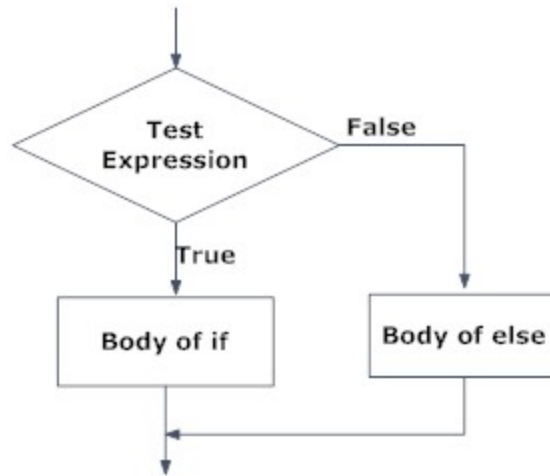 Test
Expression
False
True
Body of if
Body of else